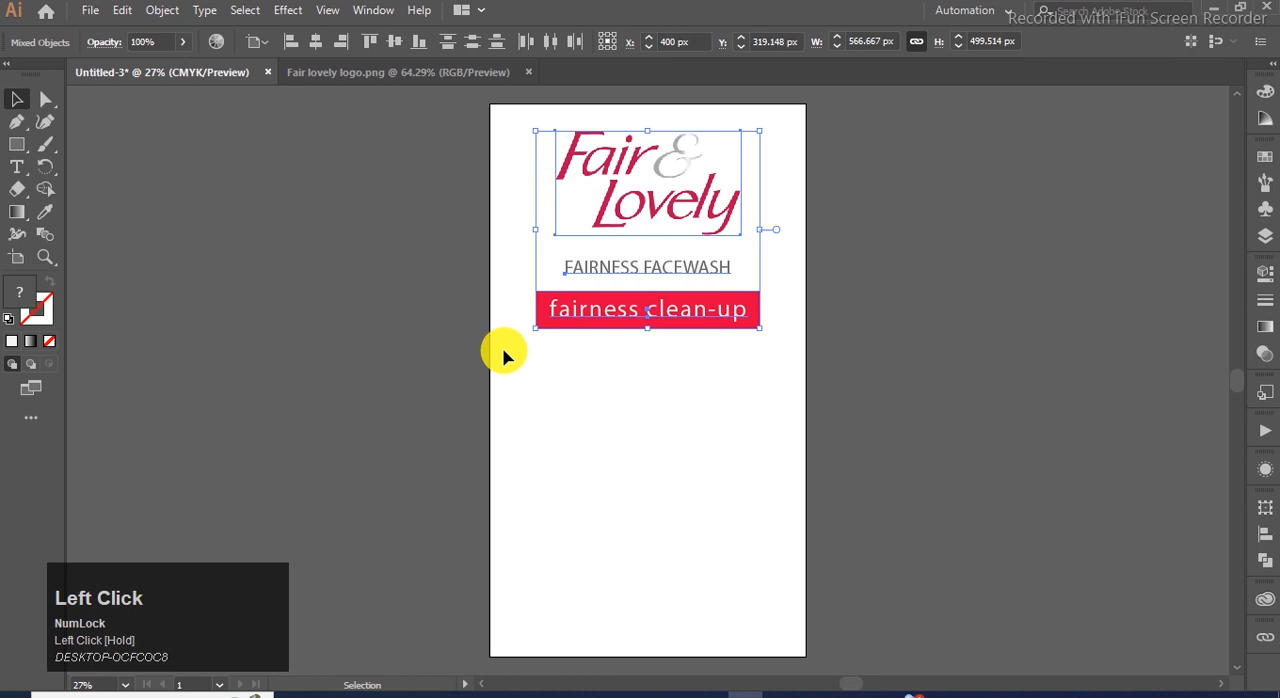 Ai File Edit Object Type Select Effect View Window Help Automation
Recorded with iFun Screen Recorder
Mixed Objects Opacity: 100% X: 400 px Y: 319.148 px W: 566.667 px H: 499.514 px
Untitled-3* @ 27% (CMYK/Preview) × Fair lovely logo.png @ 64.29% (RGB/Preview) ×
Fair &
Lovely
FAIRNESS FACEWASH
fairness clean-up
?
Left Click
NumLock
Left Click [Hold]
DESKTOP-OCFCOC8
27% 1 Selection